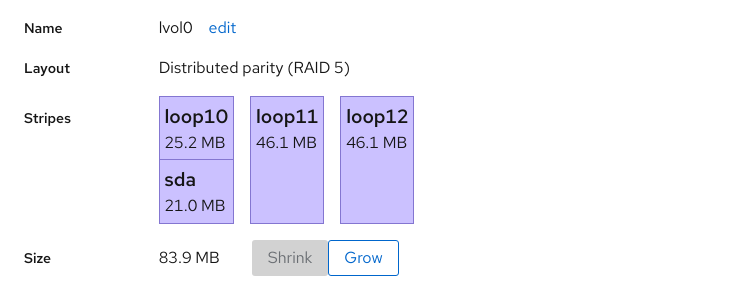 Name lvol0 edit
Layout Distributed parity (RAID 5)
Stripes loop10 loop11 loop12
25.2 MB 46.1 MB 46.1 MB
sda
21.0 MB
Size 83.9 MB Shrink Grow